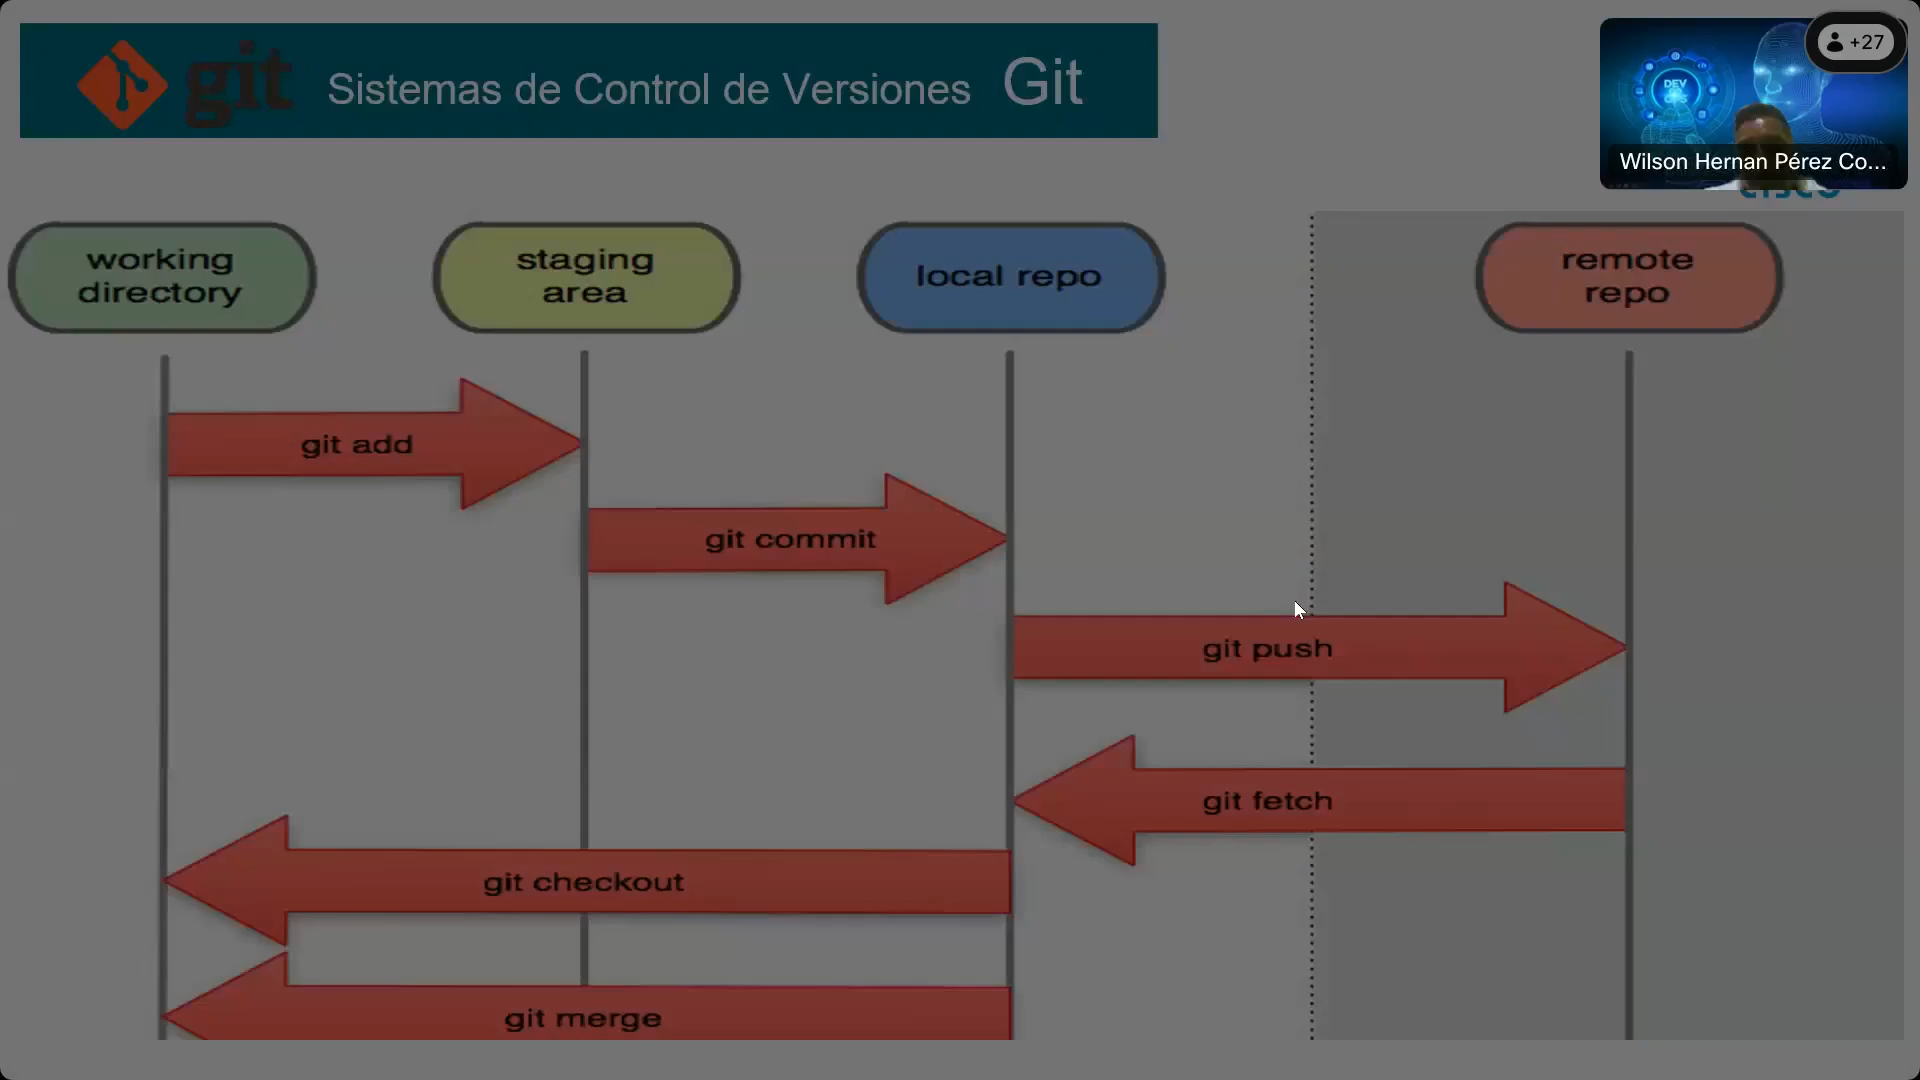 git Sistemas de Control de Versiones Git
+27
DEV
Wilson Hernan Pérez Co...
working
directory
staging
area
local repo
remote
repo
git add
git commit
git push
git fetch
git checkout
git merge